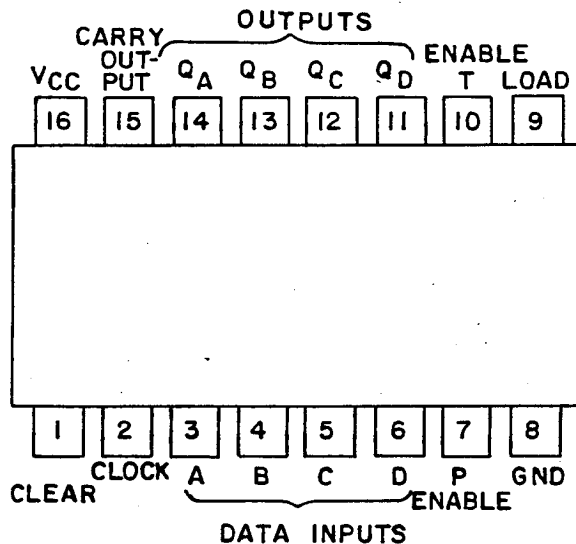 OUTPUTS
CARRY OUT-PUT
VCC
QA QB QC QD
ENABLE T
LOAD
16 15 14 13 12 11 10 9
1 2 3 4 5 6 7 8
CLEAR
CLOCK
A B C D
P ENABLE
GND
DATA INPUTS